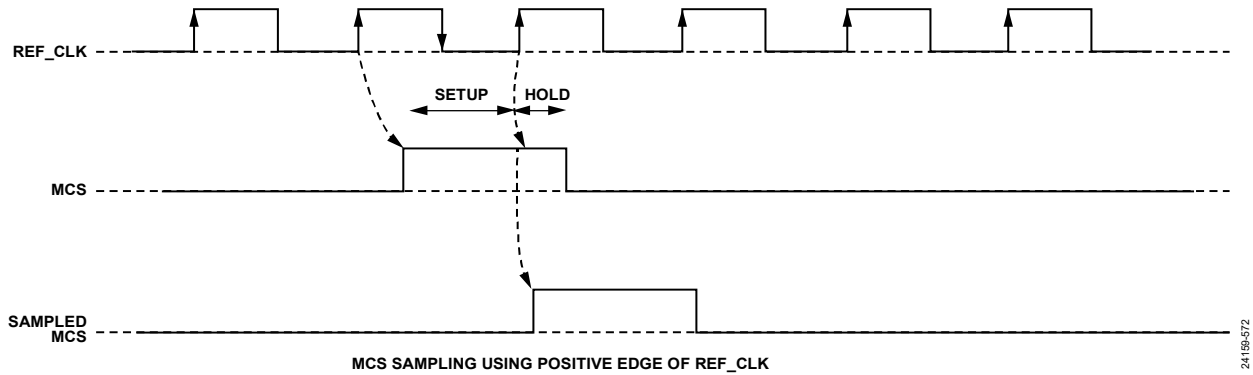 REF_CLK
SETUP
HOLD
MCS
SAMPLED
MCS
MCS SAMPLING USING POSITIVE EDGE OF REF_CLK
24159-572